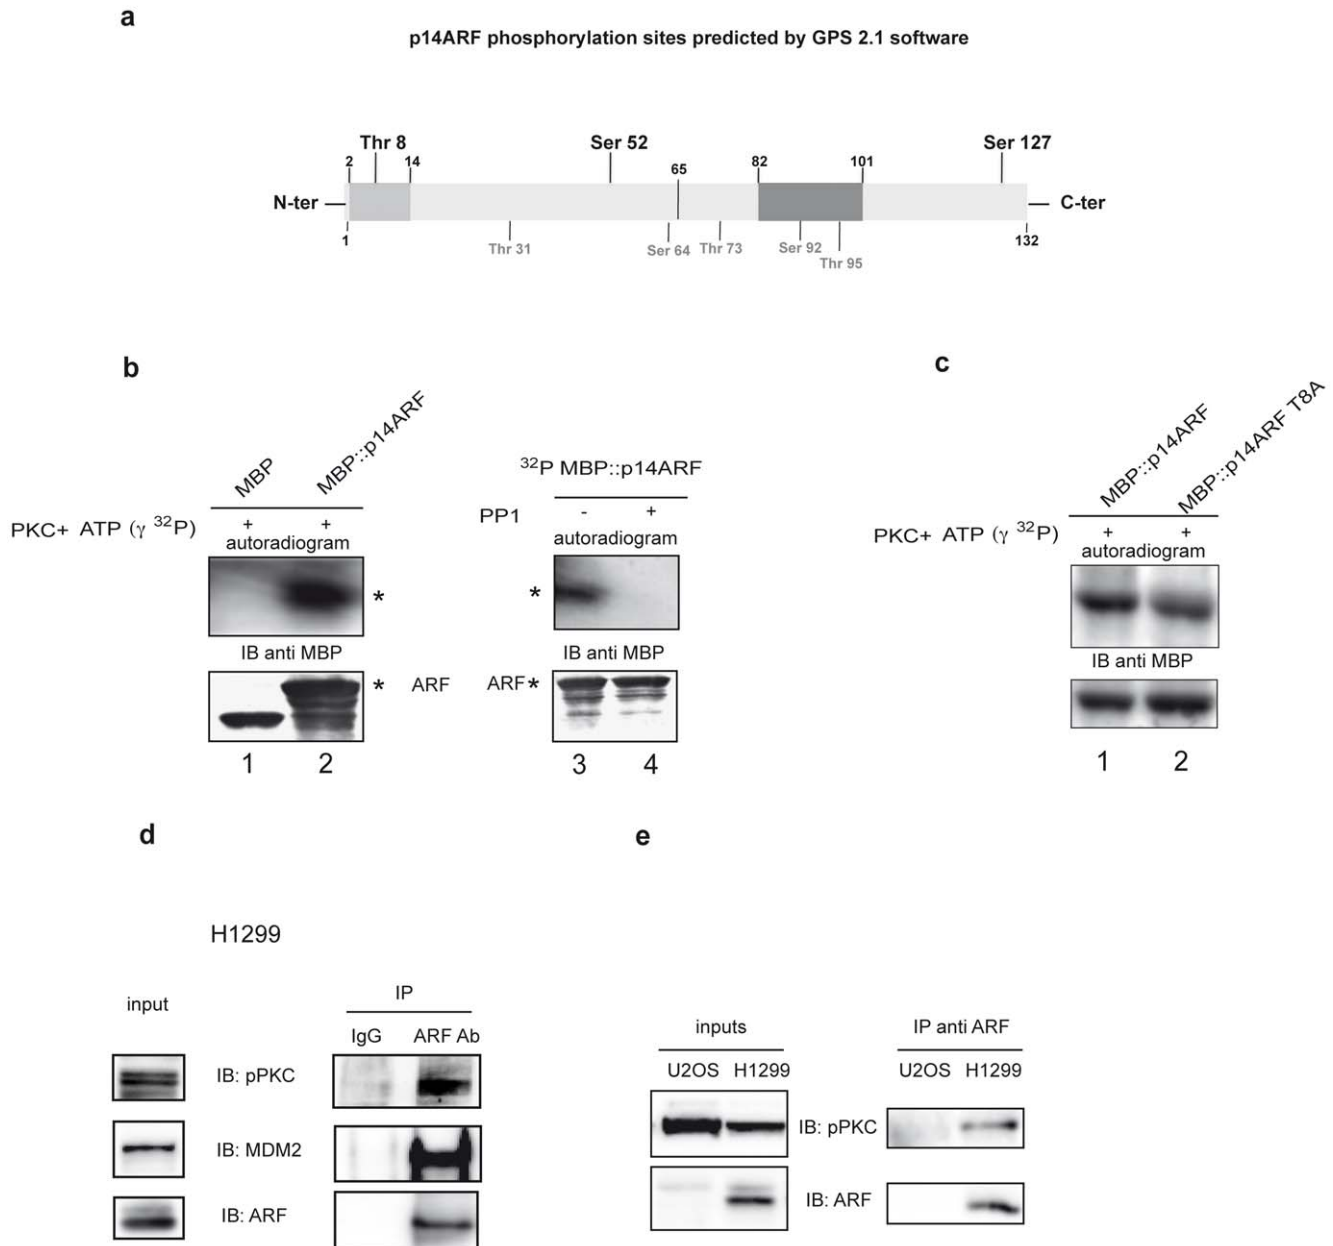 a
p14ARF phosphorylation sites predicted by GPS 2.1 software
Thr 8 Ser 52 Ser 127
2 14 65 82 101
N-ter C-ter
1 Thr 31 Ser 64 Thr 73 Ser 92 Thr 95 132
b
MBP MBP::p14ARF
PKC+ ATP (γ ³²P) + +
autoradiogram
*
IB anti MBP
* ARF
1 2
³²P MBP::p14ARF
PP1 - +
autoradiogram
*
IB anti MBP
ARF*
3 4
c
MBP::p14ARF MBP::p14ARF T8A
PKC+ ATP (γ ³²P) + +
autoradiogram
IB anti MBP
1 2
d
H1299
input IP
IgG ARF Ab
IB: pPKC
IB: MDM2
IB: ARF
e
inputs IP anti ARF
U2OS H1299 U2OS H1299
IB: pPKC
IB: ARF